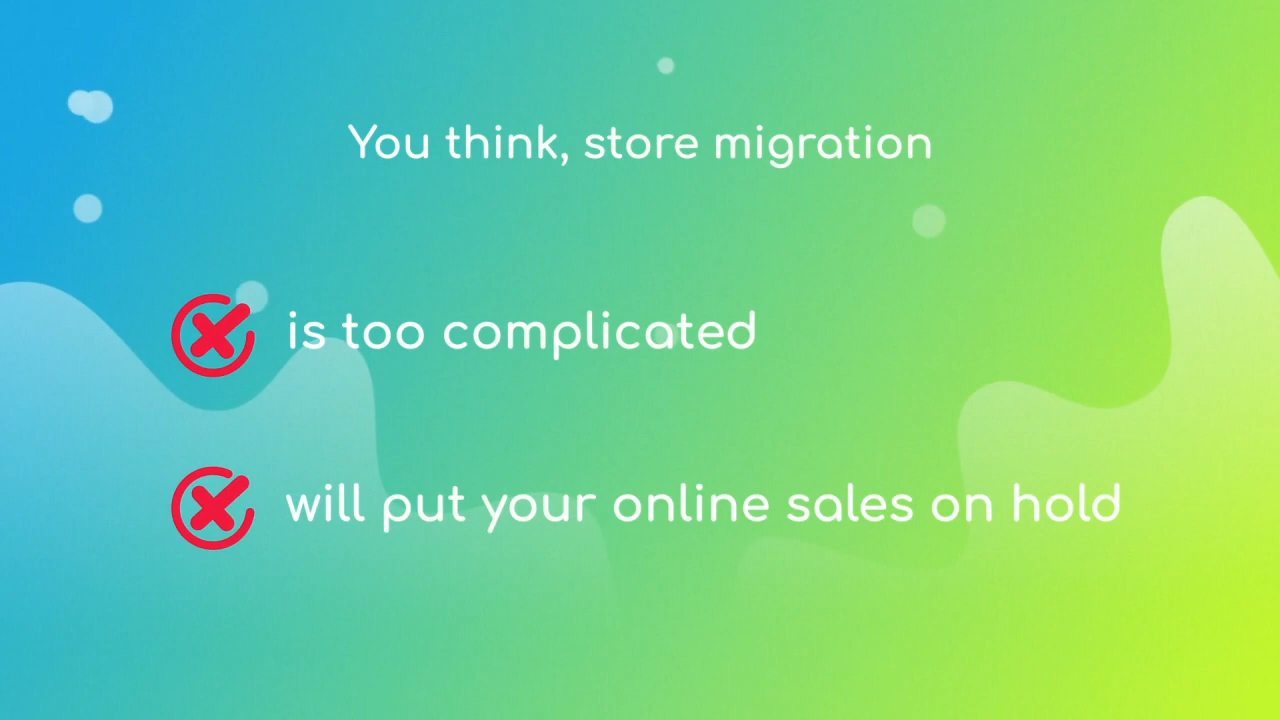 You think, store migration
is too complicated
will put your online sales on hold